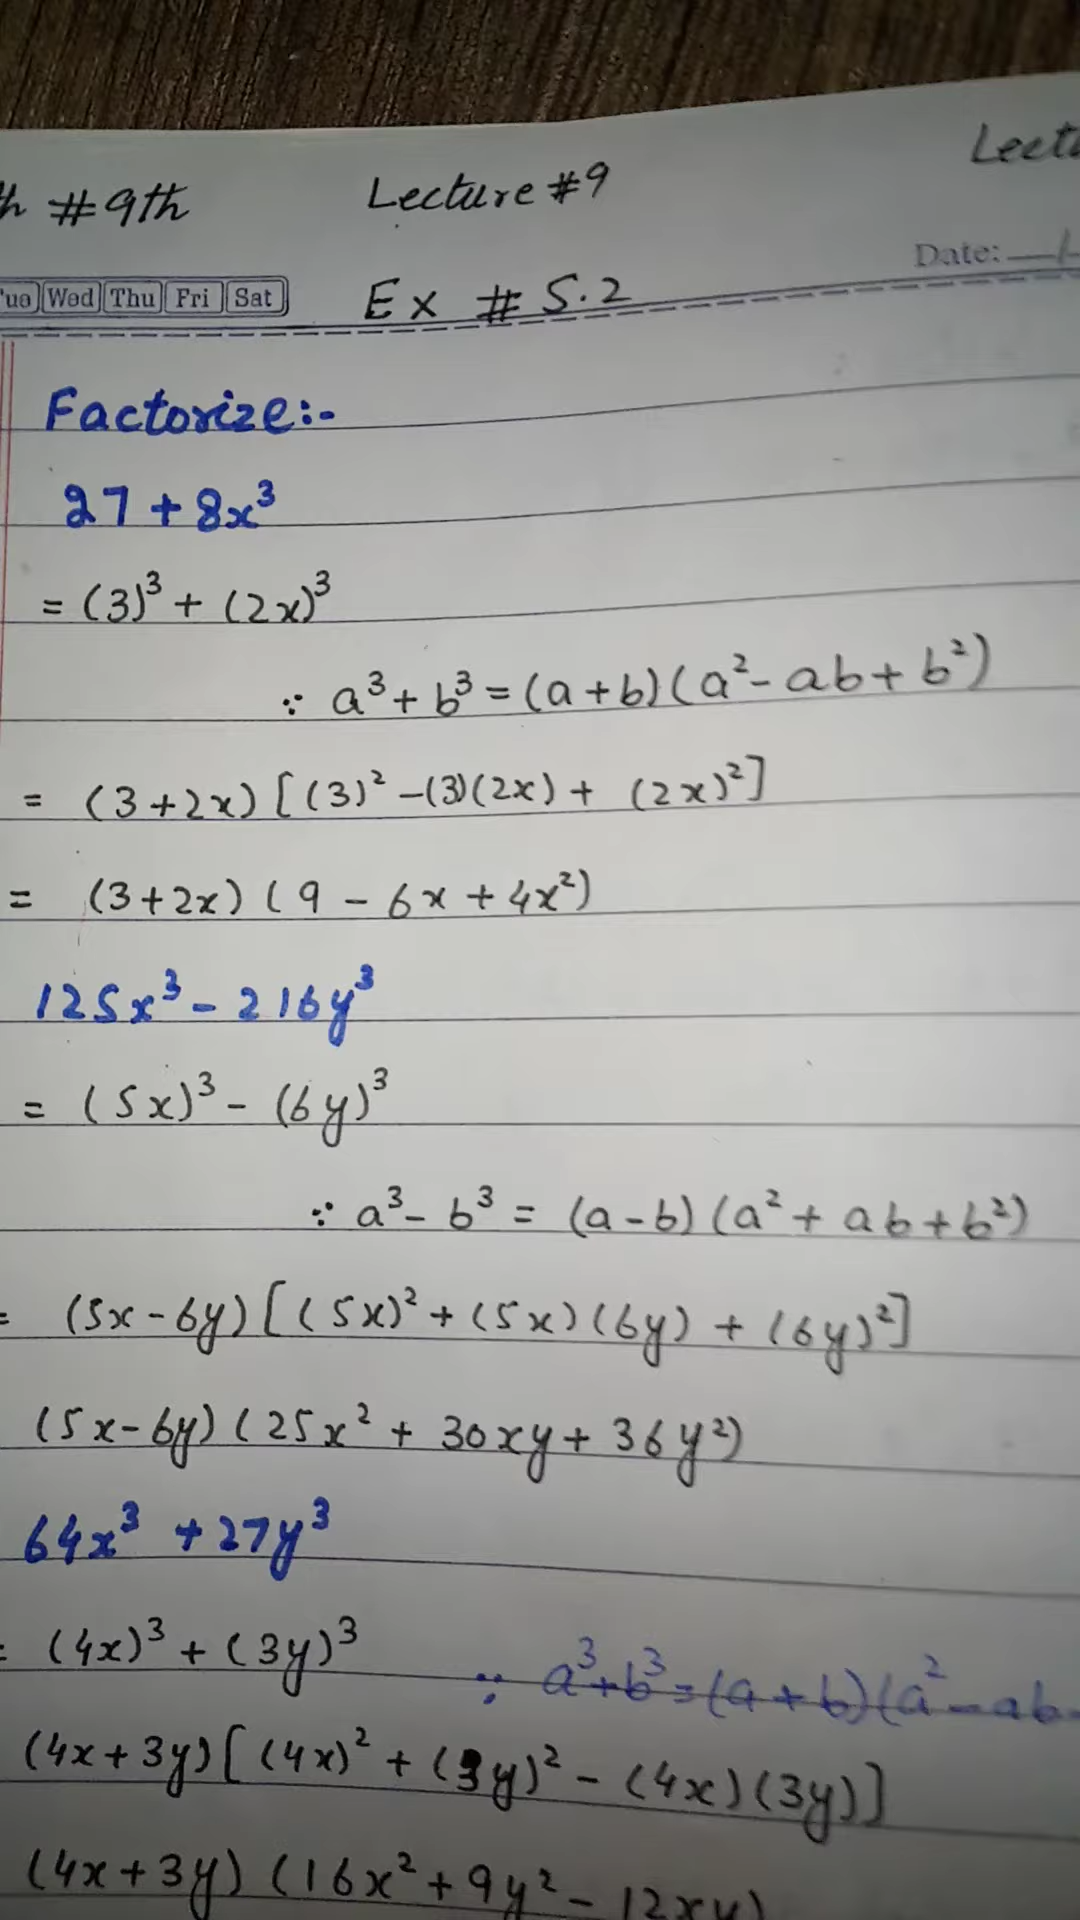 #9th Lecture #9
Date:
Wed Thu Fri Sat Ex # 5.2
Factorize:-
27 + 8x³
= (3)³ + (2x)³
∵ a³ + b³ = (a+b)(a² - ab + b²)
= (3+2x) [(3)² - (3)(2x) + (2x)²]
= (3+2x) (9 - 6x + 4x²)
125x³ - 216y³
= (5x)³ - (6y)³
∵ a³ - b³ = (a-b) (a² + ab + b²)
= (5x-6y) [(5x)² + (5x)(6y) + (6y)²]
(5x-6y) (25x² + 30xy + 36y²)
64x³ + 27y³
= (4x)³ + (3y)³ ∵ a³+b³=(a+b)(a²-ab
(4x+3y) [(4x)² + (3y)² - (4x)(3y)]
(4x+3y) (16x² + 9y² - 12xy)